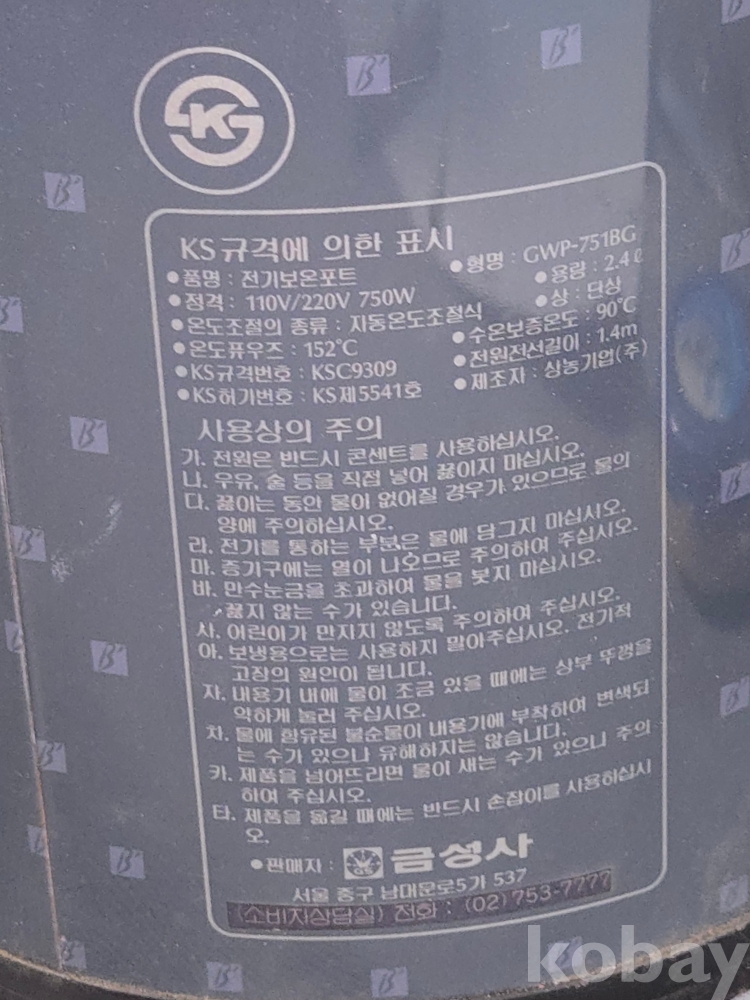 KS
KS규격에 의한 표시
●품명 : 전기보온포트 ●형명 : GWP-751BG
●정격 : 110V/220V 750W ●용량 : 2.4ℓ
●온도조절의 종류 : 자동온도조절식 ●상 : 단상
●온도퓨우즈 : 152℃ ●수온보증온도 : 90℃
●KS규격번호 : KSC9309 ●전원전선길이 : 1.4m
●KS허가번호 : KS제5541호 ●제조자 : 상농기업(주)
사용상의 주의
가. 전원은 반드시 콘센트를 사용하십시오.
나. 우유, 술 등을 직접 넣어 끓이지 마십시오.
다. 끓이는 동안 물이 없어질 경우가 있으므로 물의
양에 주의하십시오.
라. 전기를 통하는 부분은 물에 담그지 마십시오.
마. 증기구에는 열이 나오므로 주의하여 주십시오.
바. 만수눈금을 초과하여 물을 붓지 마십시오.
끓지 않는 수가 있습니다.
사. 어린이가 만지지 않도록 주의하여 주십시오.
아. 보냉용으로는 사용하지 말아주십시오. 전기적
고장의 원인이 됩니다.
자. 내용기 내에 물이 조금 있을 때에는 상부 뚜껑을
약하게 눌러 주십시오.
차. 물에 함유된 불순물이 내용기에 부착하여 변색되
는 수가 있으나 유해하지는 않습니다.
카. 제품을 넘어뜨리면 물이 새는 수가 있으나 주의
하여 주십시오.
타. 제품을 옮길 때에는 반드시 손잡이를 사용하십시
오.
●판매자 : GS 금성사
서울 중구 남대문로5가 537
(소비자상담실) 전화 : (02) 753-7777
kobay